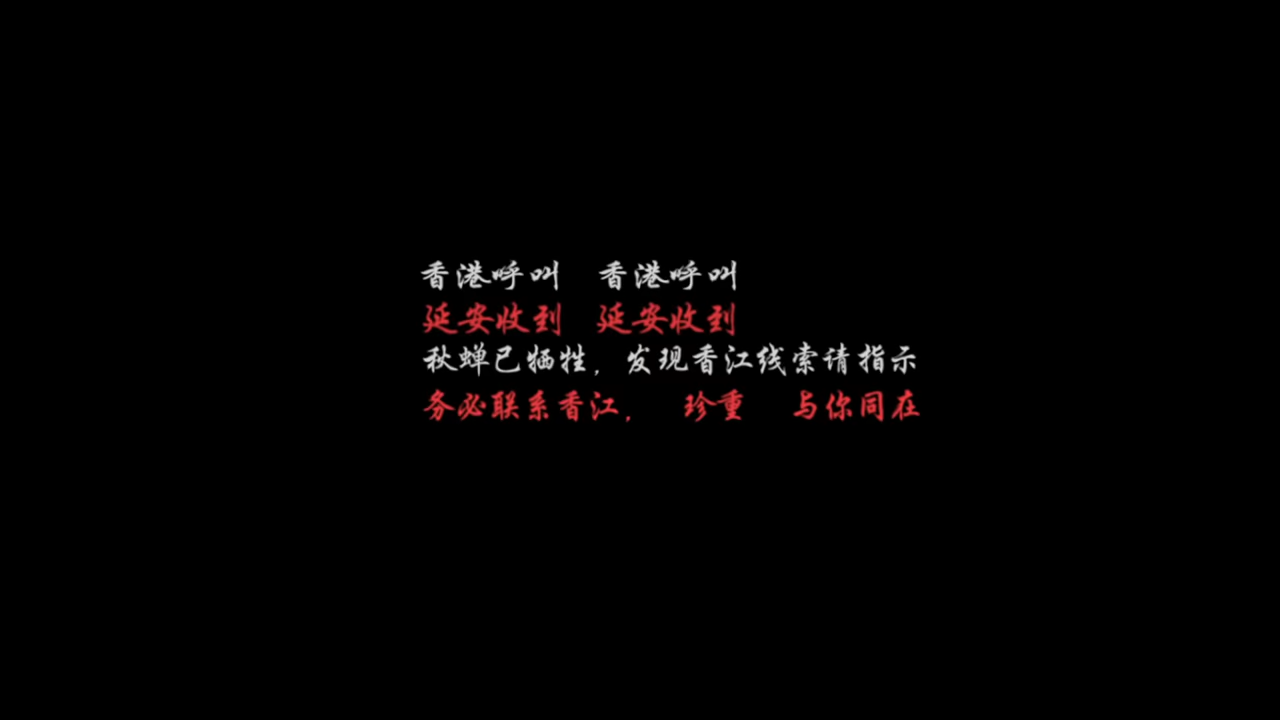 香港呼叫 香港呼叫
延安收到 延安收到
秋蝉已牺牲，发现香江线索请指示
务必联系香江， 珍重 与你同在